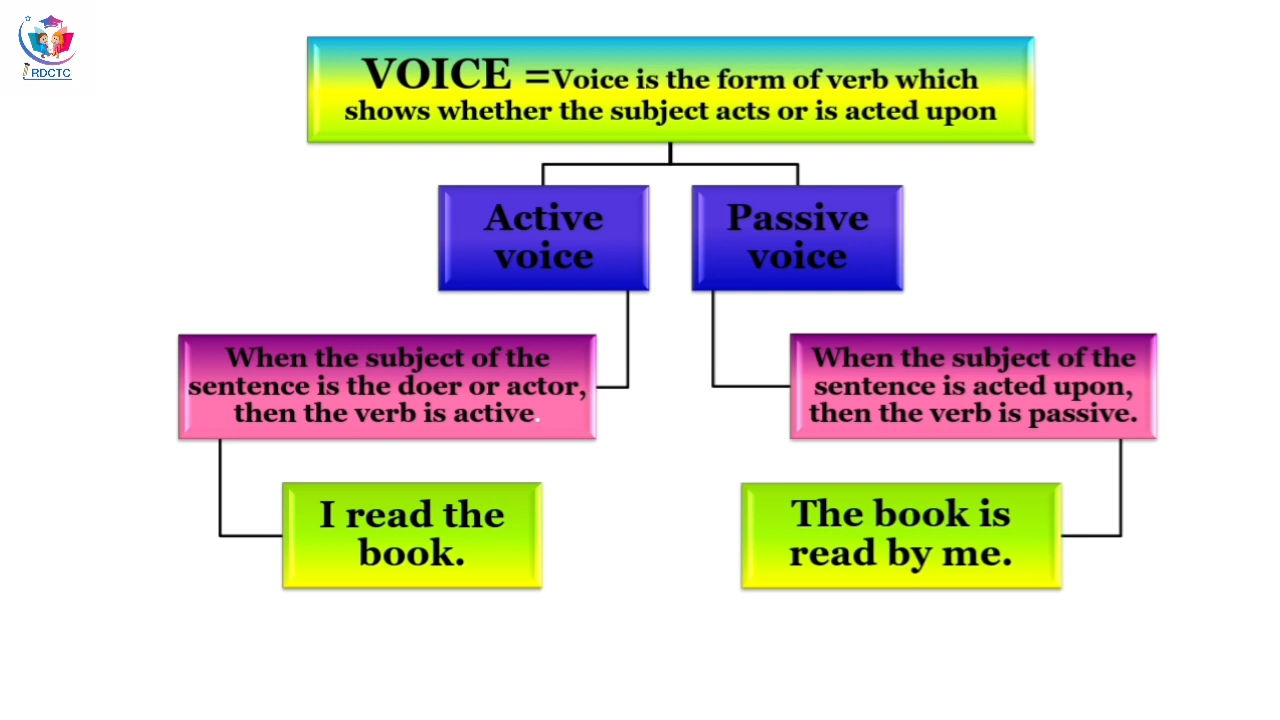 RDCTC
VOICE =Voice is the form of verb which
shows whether the subject acts or is acted upon
Active
voice
Passive
voice
When the subject of the
sentence is the doer or actor,
then the verb is active.
When the subject of the
sentence is acted upon,
then the verb is passive.
I read the
book.
The book is
read by me.